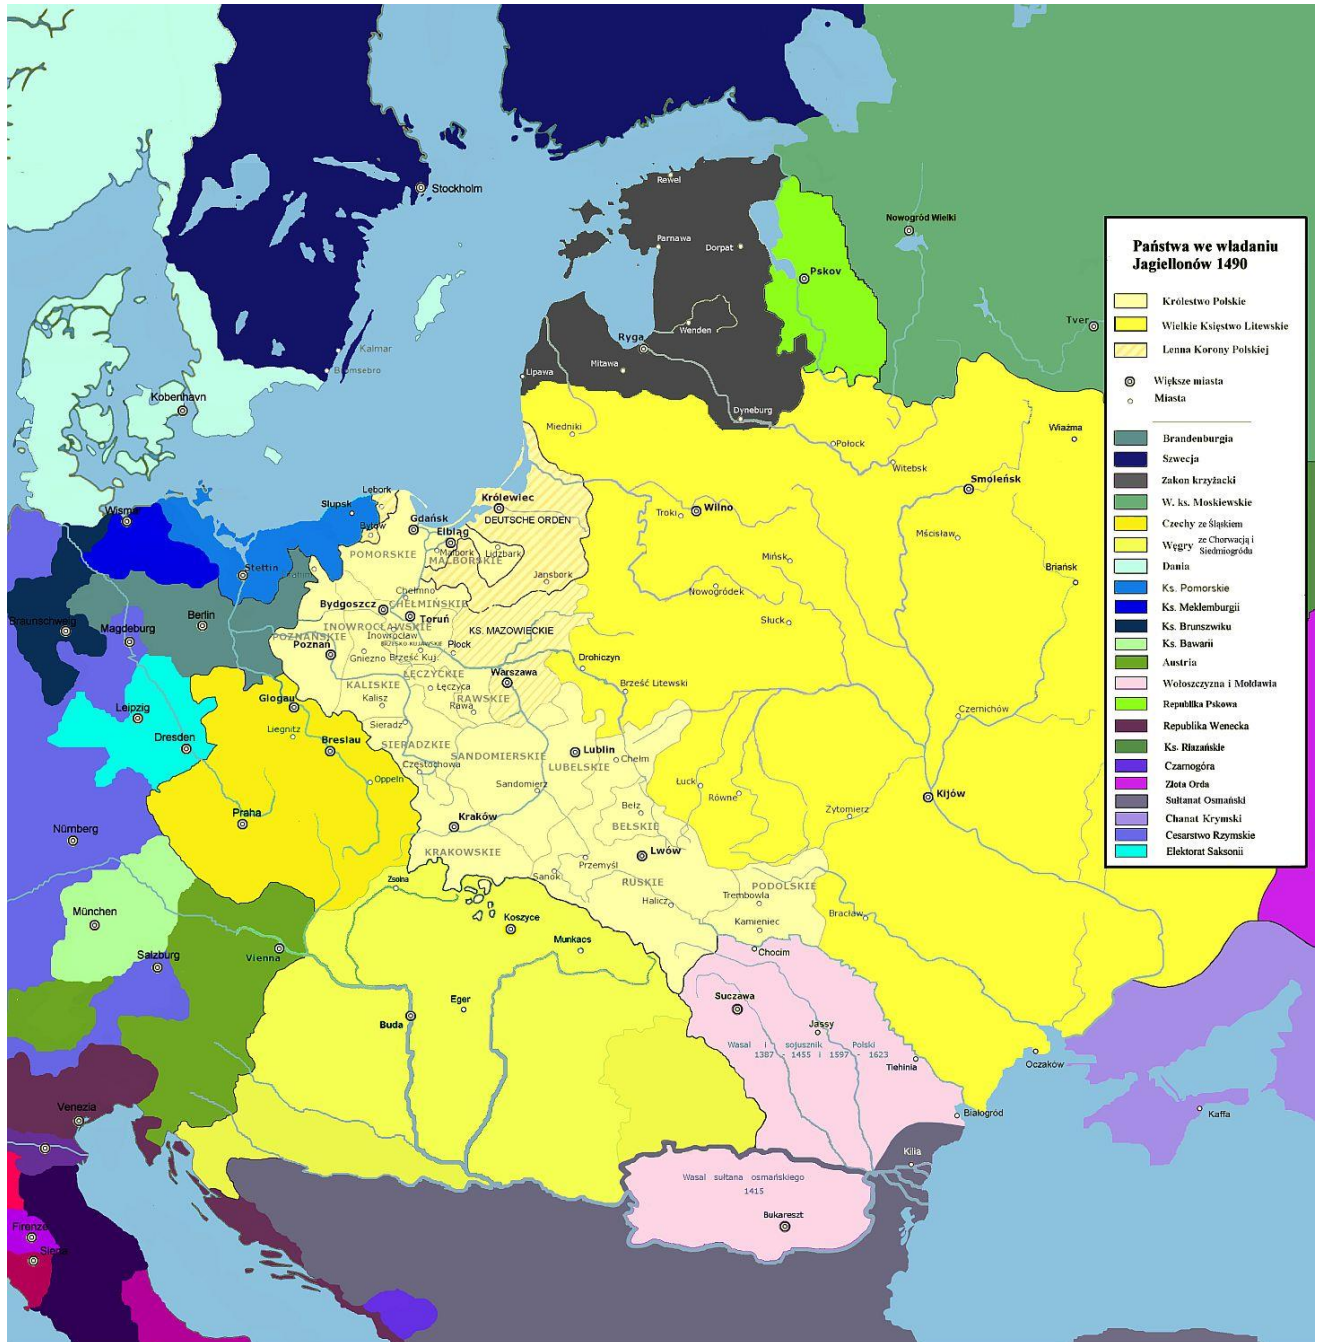 Stockholm
Rewel
Nowogród Wielki
Parnawa
Dorpat
Pskov
Państwa we władaniu
Jagiellonów 1490
Królestwo Polskie
Wielkie Księstwo Litewskie
Lenna Korony Polskiej
Większe miasta
Miasta
Brandenburgia
Szwecja
Zakon krzyżacki
W. ks. Moskiewskie
Czechy ze Śląskiem
Węgry ze Chorwacją i
Siedmiogródu
Dania
Ks. Pomorskie
Ks. Meklemburgii
Ks. Brunszwiku
Ks. Bawarii
Austria
Wołoszczyzna i Mołdawia
Republika Pskowa
Republika Wenecka
Ks. Riazańskie
Czarnogóra
Złota Orda
Sułtanat Osmański
Chanat Krymski
Cesarstwo Rzymskie
Elektorat Saksonii
Tver
Wenden
Ryga
Kalmar
Mitawa
Lipawa
Kobenhavn
Dyneburg
Miedniki
Połock
Wiaźma
Witebsk
Smoleńsk
Lębork
Słupsk
Królewiec
DEUTSCHE ORDEN
Troki
Wilno
Bytów
Gdańsk
Elbiąg
Malbork
Lidzbark
MALBORSKIE
POMORSKIE
Mścisław
Mińsk
Stettin
Jansbork
Briańsk
Nowogródek
Chełmno
CHEŁMIŃSKIE
Bydgoszcz
Toruń
Słuck
Berlin
Braunschweig
Magdeburg
INOWROCŁAWSKIE
Inowrocław
KS. MAZOWIECKIE
POZNAŃSKIE
Poznań
BRZESKO-KUJAWSKIE
Gniezno
Brześć Kuj.
Płock
Drohiczyn
ŁĘCZYCKIE
Warszawa
KALISKIE
Łęczyca
Brześć Litewski
Kalisz
RAWSKIE
Rawa
Glogau
Leipzig
Sieradz
Czernichów
Liegnitz
Dresden
Breslau
SIERADZKIE
SANDOMIERSKIE
Lublin
LUBELSKIE
Chełm
Częstochowa
Oppeln
Sandomierz
Łuck
Równe
Kijów
Praha
Kraków
Bełz
BEŁSKIE
Żytomierz
Nürnberg
KRAKOWSKIE
Lwów
Przemyśl
Sanok
RUSKIE
Zsolna
PODOLSKIE
Trembowla
Halicz
München
Koszyce
Kamieniec
Bracław
Munkacs
Vienna
Salzburg
Chocim
Suczawa
Eger
Buda
Jassy
Wasal i sojusznik Polski
1387 - 1455 i 1597 - 1623
Tiehinia
Oczaków
Venezia
Białogród
Kaffa
Kilia
Wasal sułtana osmańskiego
1415
Bukareszt
Firenze
Siena